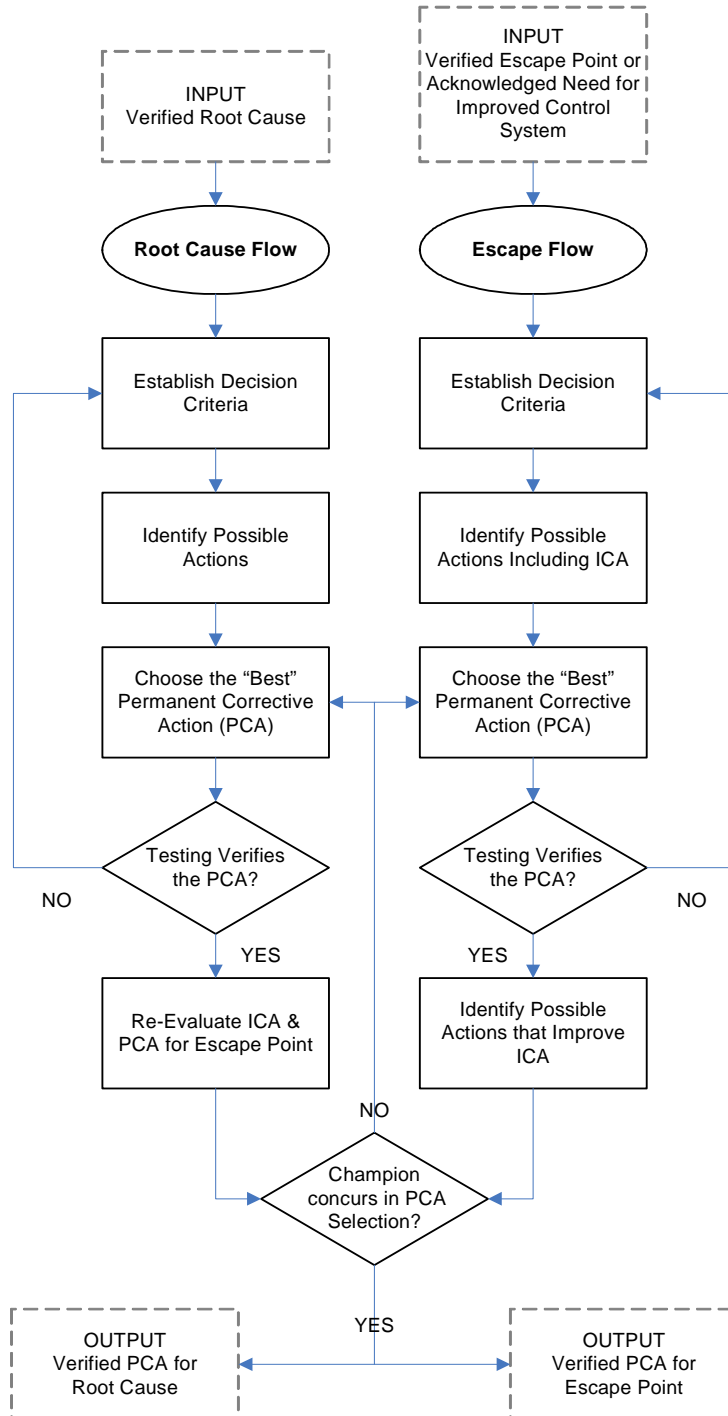 INPUT
Verified Root Cause
INPUT
Verified Escape Point or
Acknowledged Need for
Improved Control
System
Root Cause Flow
Escape Flow
Establish Decision
Criteria
Establish Decision
Criteria
Identify Possible
Actions
Identify Possible
Actions Including ICA
Choose the “Best”
Permanent Corrective
Action (PCA)
Choose the “Best”
Permanent Corrective
Action (PCA)
Testing Verifies
the PCA?
Testing Verifies
the PCA?
NO
NO
YES
YES
Re-Evaluate ICA &
PCA for Escape Point
Identify Possible
Actions that Improve
ICA
NO
Champion
concurs in PCA
Selection?
YES
OUTPUT
Verified PCA for
Root Cause
OUTPUT
Verified PCA for
Escape Point